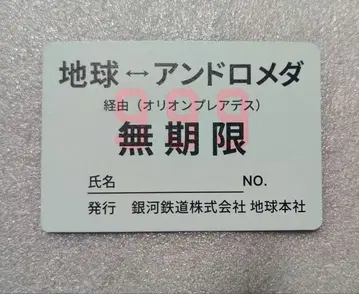 地球↔アンドロメダ
999
経由（オリオンプレアデス）
無期限
氏名 NO.
発行 銀河鉄道株式会社 地球本社